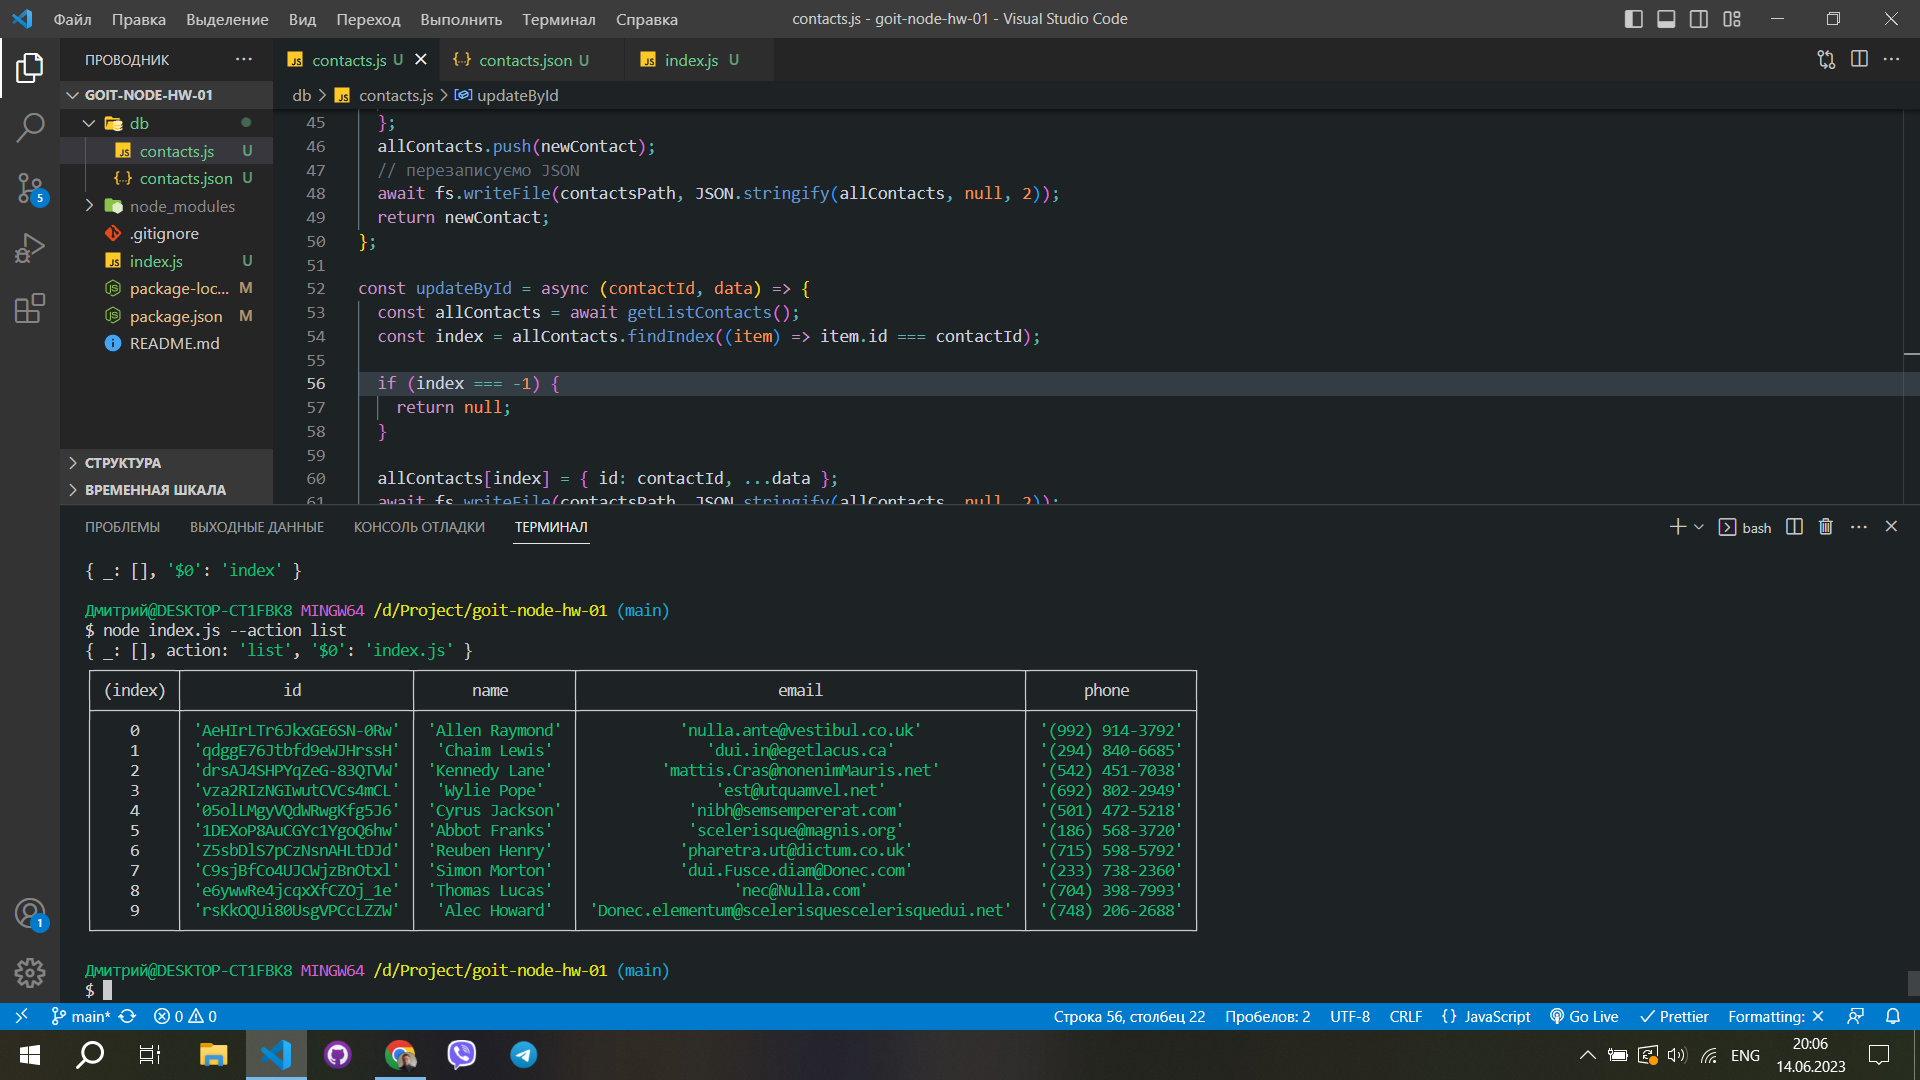 Файл Правка Выделение Вид Переход Выполнить Терминал Справка contacts.js - goit-node-hw-01 - Visual Studio Code
ПРОВОДНИК
contacts.js U
contacts.json U
index.js U
GOIT-NODE-HW-01
db > contacts.js > updateById
db
contacts.js U
contacts.json U
node_modules
.gitignore
index.js U
package-loc... M
package.json M
README.md
СТРУКТУРА
ВРЕМЕННАЯ ШКАЛА
5
1
45 };
46 allContacts.push(newContact);
47 // перезаписуємо JSON
48 await fs.writeFile(contactsPath, JSON.stringify(allContacts, null, 2));
49 return newContact;
50 };
51
52 const updateById = async (contactId, data) => {
53 const allContacts = await getListContacts();
54 const index = allContacts.findIndex((item) => item.id === contactId);
55
56 if (index === -1) {
57 return null;
58 }
59
60 allContacts[index] = { id: contactId, ...data };
61 await fs.writeFile(contactsPath, JSON.stringify(allContacts, null, 2));
ПРОБЛЕМЫ ВЫХОДНЫЕ ДАННЫЕ КОНСОЛЬ ОТЛАДКИ ТЕРМИНАЛ bash
{ _: [], '$0': 'index' }
Дмитрий@DESKTOP-CT1FBK8 MINGW64 /d/Project/goit-node-hw-01 (main)
$ node index.js --action list
{ _: [], action: 'list', '$0': 'index.js' }
(index) id name email phone
0 'AeHIrLTr6JkxGE6SN-0Rw' 'Allen Raymond' 'nulla.ante@vestibul.co.uk' '(992) 914-3792'
1 'qdggE76Jtbfd9eWJHrssH' 'Chaim Lewis' 'dui.in@egetlacus.ca' '(294) 840-6685'
2 'drsAJ4SHPYqZeG-83QTVW' 'Kennedy Lane' 'mattis.Cras@nonenimMauris.net' '(542) 451-7038'
3 'vza2RIzNGIwutCVCs4mCL' 'Wylie Pope' 'est@utquamvel.net' '(692) 802-2949'
4 '05olLMgyVQdWRwgKfg5J6' 'Cyrus Jackson' 'nibh@semsempererat.com' '(501) 472-5218'
5 '1DEXoP8AuCGYc1YgoQ6hw' 'Abbot Franks' 'scelerisque@magnis.org' '(186) 568-3720'
6 'Z5sbDlS7pCzNsnAHLtDJd' 'Reuben Henry' 'pharetra.ut@dictum.co.uk' '(715) 598-5792'
7 'C9sjBfCo4UJCWjzBnOtxl' 'Simon Morton' 'dui.Fusce.diam@Donec.com' '(233) 738-2360'
8 'e6ywwRe4jcqxXfCZOj_1e' 'Thomas Lucas' 'nec@Nulla.com' '(704) 398-7993'
9 'rsKkOQUi80UsgVPCcLZZW' 'Alec Howard' 'Donec.elementum@scelerisquescelerisquedui.net' '(748) 206-2688'
Дмитрий@DESKTOP-CT1FBK8 MINGW64 /d/Project/goit-node-hw-01 (main)
$
main* 0 0 Строка 56, столбец 22 Пробелов: 2 UTF-8 CRLF {} JavaScript Go Live Prettier Formatting: ✕
ENG
20:06
14.06.2023